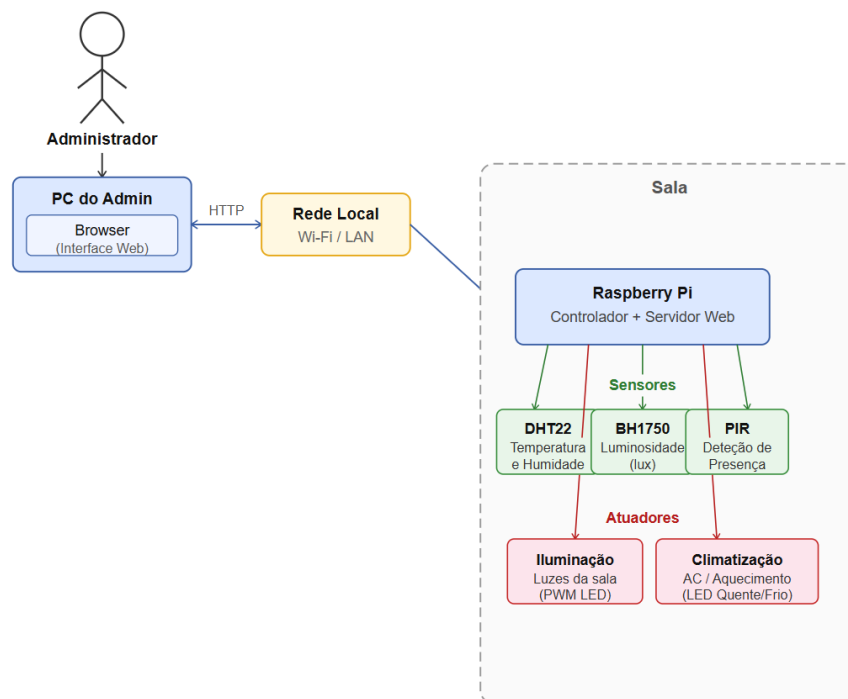 Administrador
PC do Admin
Browser
(Interface Web)
HTTP
Rede Local
Wi-Fi / LAN
Sala
Raspberry Pi
Controlador + Servidor Web
Sensores
DHT22
Temperatura
e Humidade
BH1750
Luminosidade
(lux)
PIR
Deteção de
Presença
Atuadores
Iluminação
Luzes da sala
(PWM LED)
Climatização
AC / Aquecimento
(LED Quente/Frio)